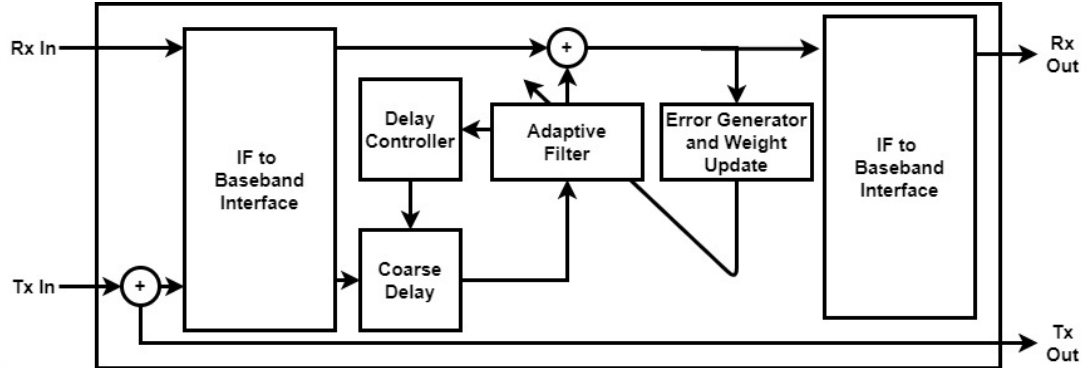 Rx In
+
Rx
Out
Delay
Controller
Adaptive
Filter
Error Generator
and Weight
Update
IF to
Baseband
Interface
IF to
Baseband
Interface
Tx In
+
Coarse
Delay
Tx
Out